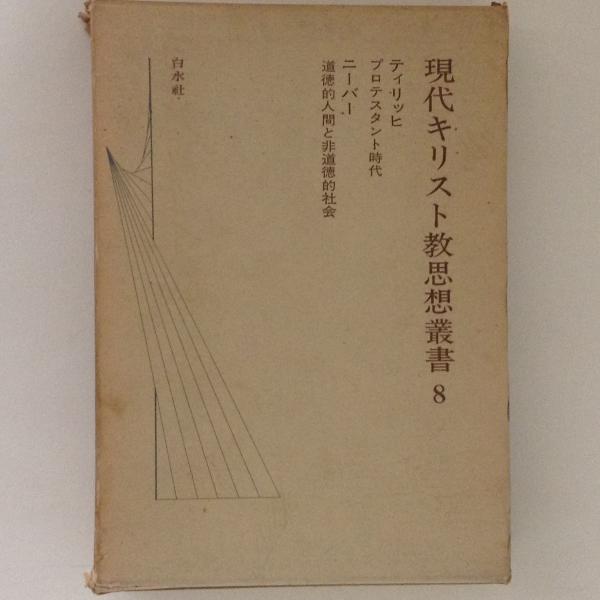 現代キリスト教思想叢書 8
ティリッヒ
プロテスタント時代
ニーバー
道徳的人間と非道徳的社会
白水社